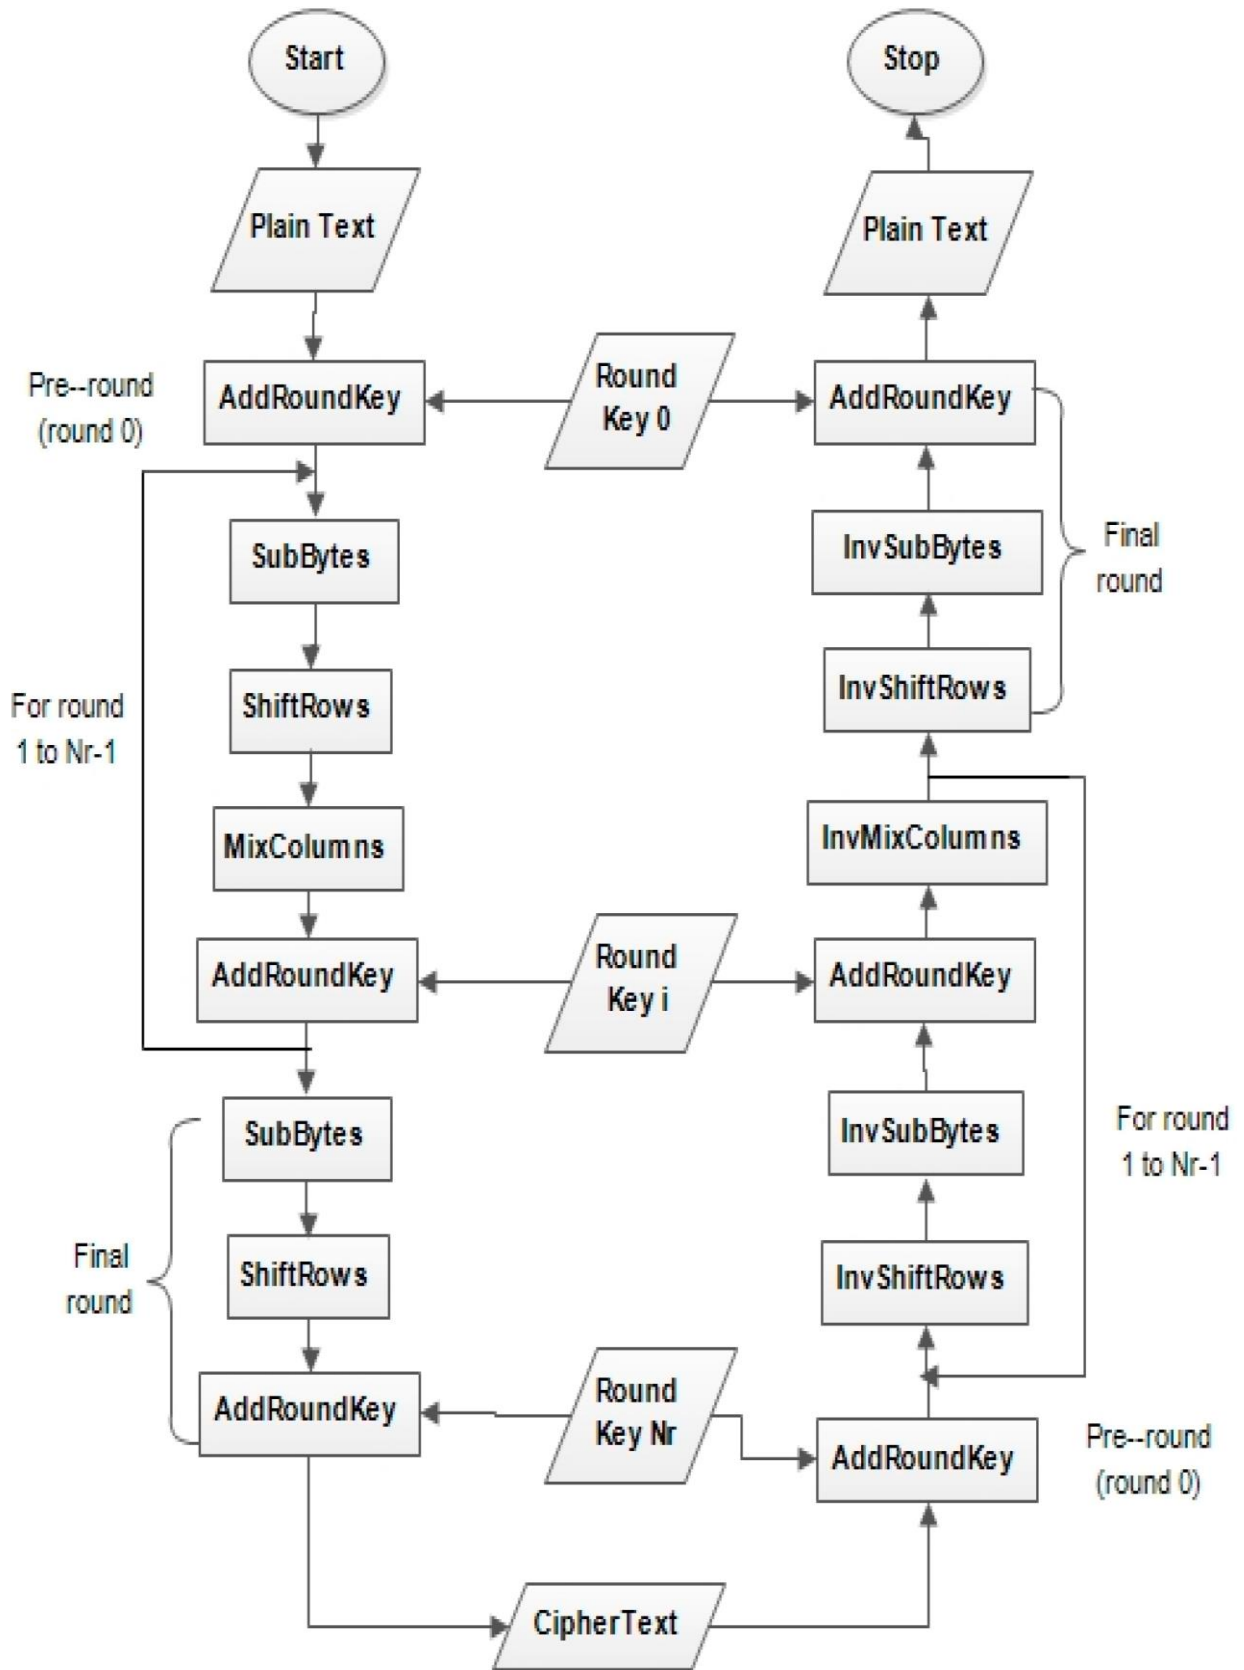 Start
Stop
Plain Text
Plain Text
Pre--round
(round 0)
AddRoundKey
Round
Key 0
AddRoundKey
SubBytes
InvSubBytes
Final
round
For round
1 to Nr-1
ShiftRows
InvShiftRows
MixColumns
InvMixColumns
AddRoundKey
Round
Key i
AddRoundKey
SubBytes
InvSubBytes
For round
1 to Nr-1
Final
round
ShiftRows
InvShiftRows
AddRoundKey
Round
Key Nr
AddRoundKey
Pre--round
(round 0)
CipherText